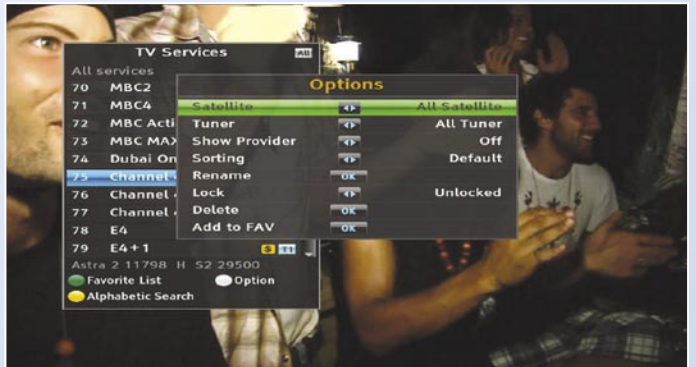 TV Services
All
All services
70 MBC2
71 MBC4
72 MBC Acti
73 MBC MAX
74 Dubai On
75 Channel
76 Channel
77 Channel
78 E4
79 E4+1
$ T1
Astra 2 11798 H S2 29500
Favorite List
Option
Alphabetic Search
Options
Satellite All Satellite
Tuner All Tuner
Show Provider Off
Sorting Default
Rename OK
Lock Unlocked
Delete OK
Add to FAV OK